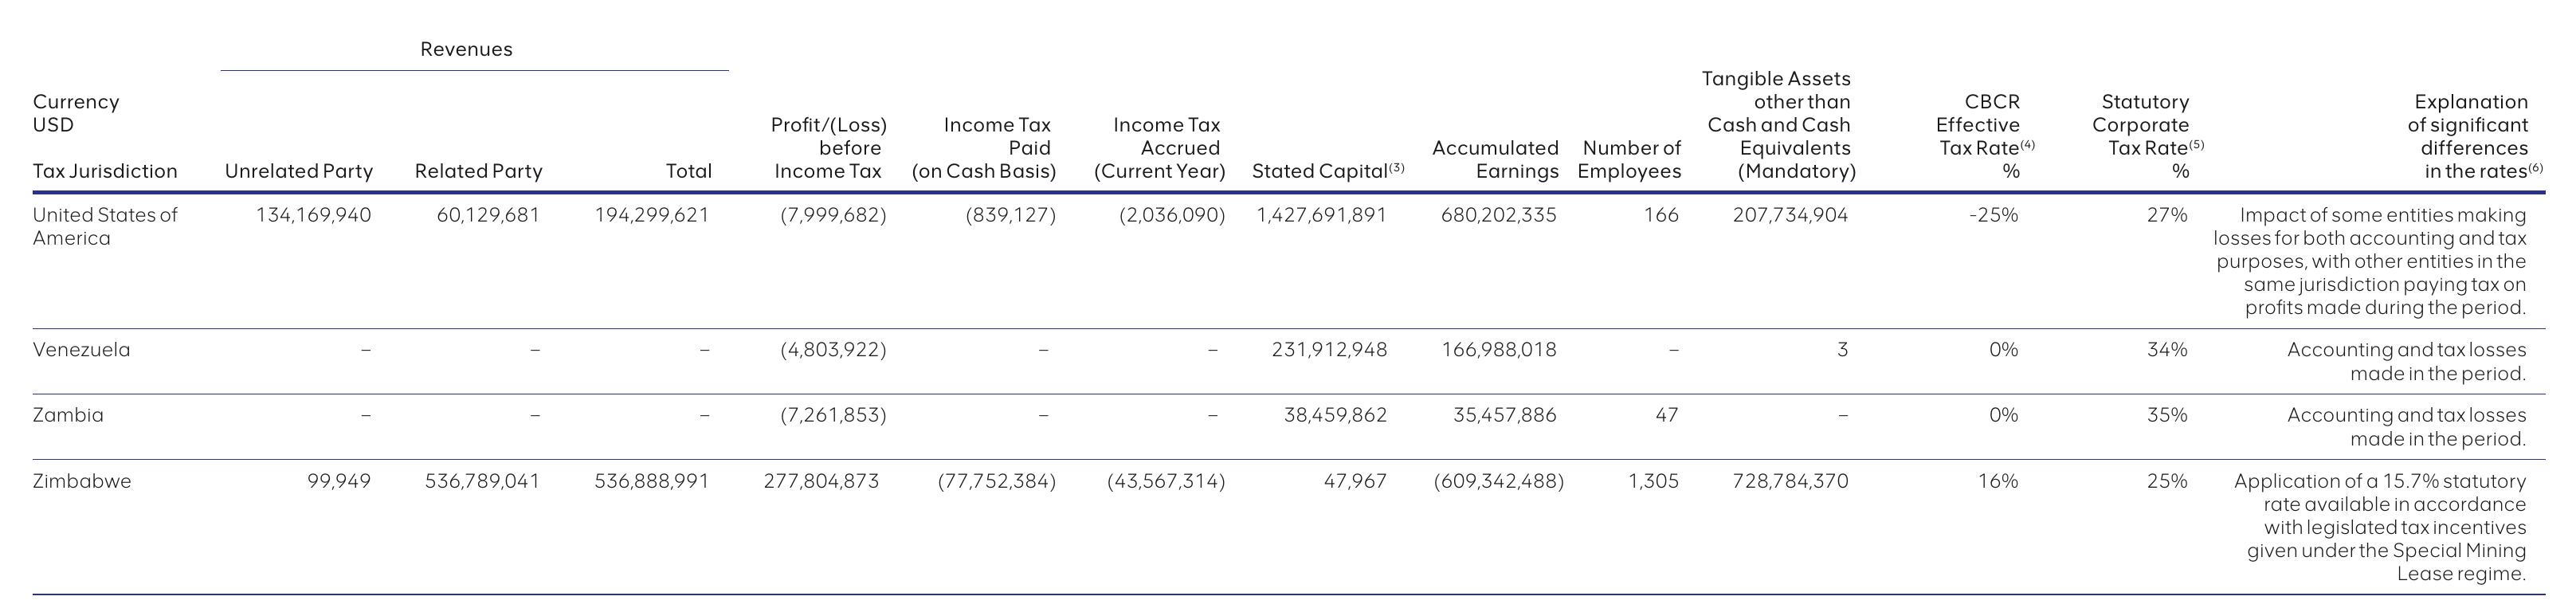 Revenues
Currency
USD
Tax Jurisdiction
Unrelated Party
Related Party
Total
Profit/(Loss)
before
Income Tax
Income Tax
Paid
(on Cash Basis)
Income Tax
Accrued
(Current Year)
Stated Capital(3)
Accumulated
Earnings
Number of
Employees
Tangible Assets
other than
Cash and Cash
Equivalents
(Mandatory)
CBCR
Effective
Tax Rate(4)
%
Statutory
Corporate
Tax Rate(5)
%
Explanation
of significant
differences
in the rates(6)
United States of 134,169,940 60,129,681 194,299,621 (7,999,682) (839,127) (2,036,090) 1,427,691,891 680,202,335 166 207,734,904 -25% 27% Impact of some entities making
America losses for both accounting and tax
purposes, with other entities in the
same jurisdiction paying tax on
profits made during the period.
Venezuela – – – (4,803,922) – – 231,912,948 166,988,018 – 3 0% 34% Accounting and tax losses
made in the period.
Zambia – – – (7,261,853) – – 38,459,862 35,457,886 47 – 0% 35% Accounting and tax losses
made in the period.
Zimbabwe 99,949 536,789,041 536,888,991 277,804,873 (77,752,384) (43,567,314) 47,967 (609,342,488) 1,305 728,784,370 16% 25% Application of a 15.7% statutory
rate available in accordance
with legislated tax incentives
given under the Special Mining
Lease regime.